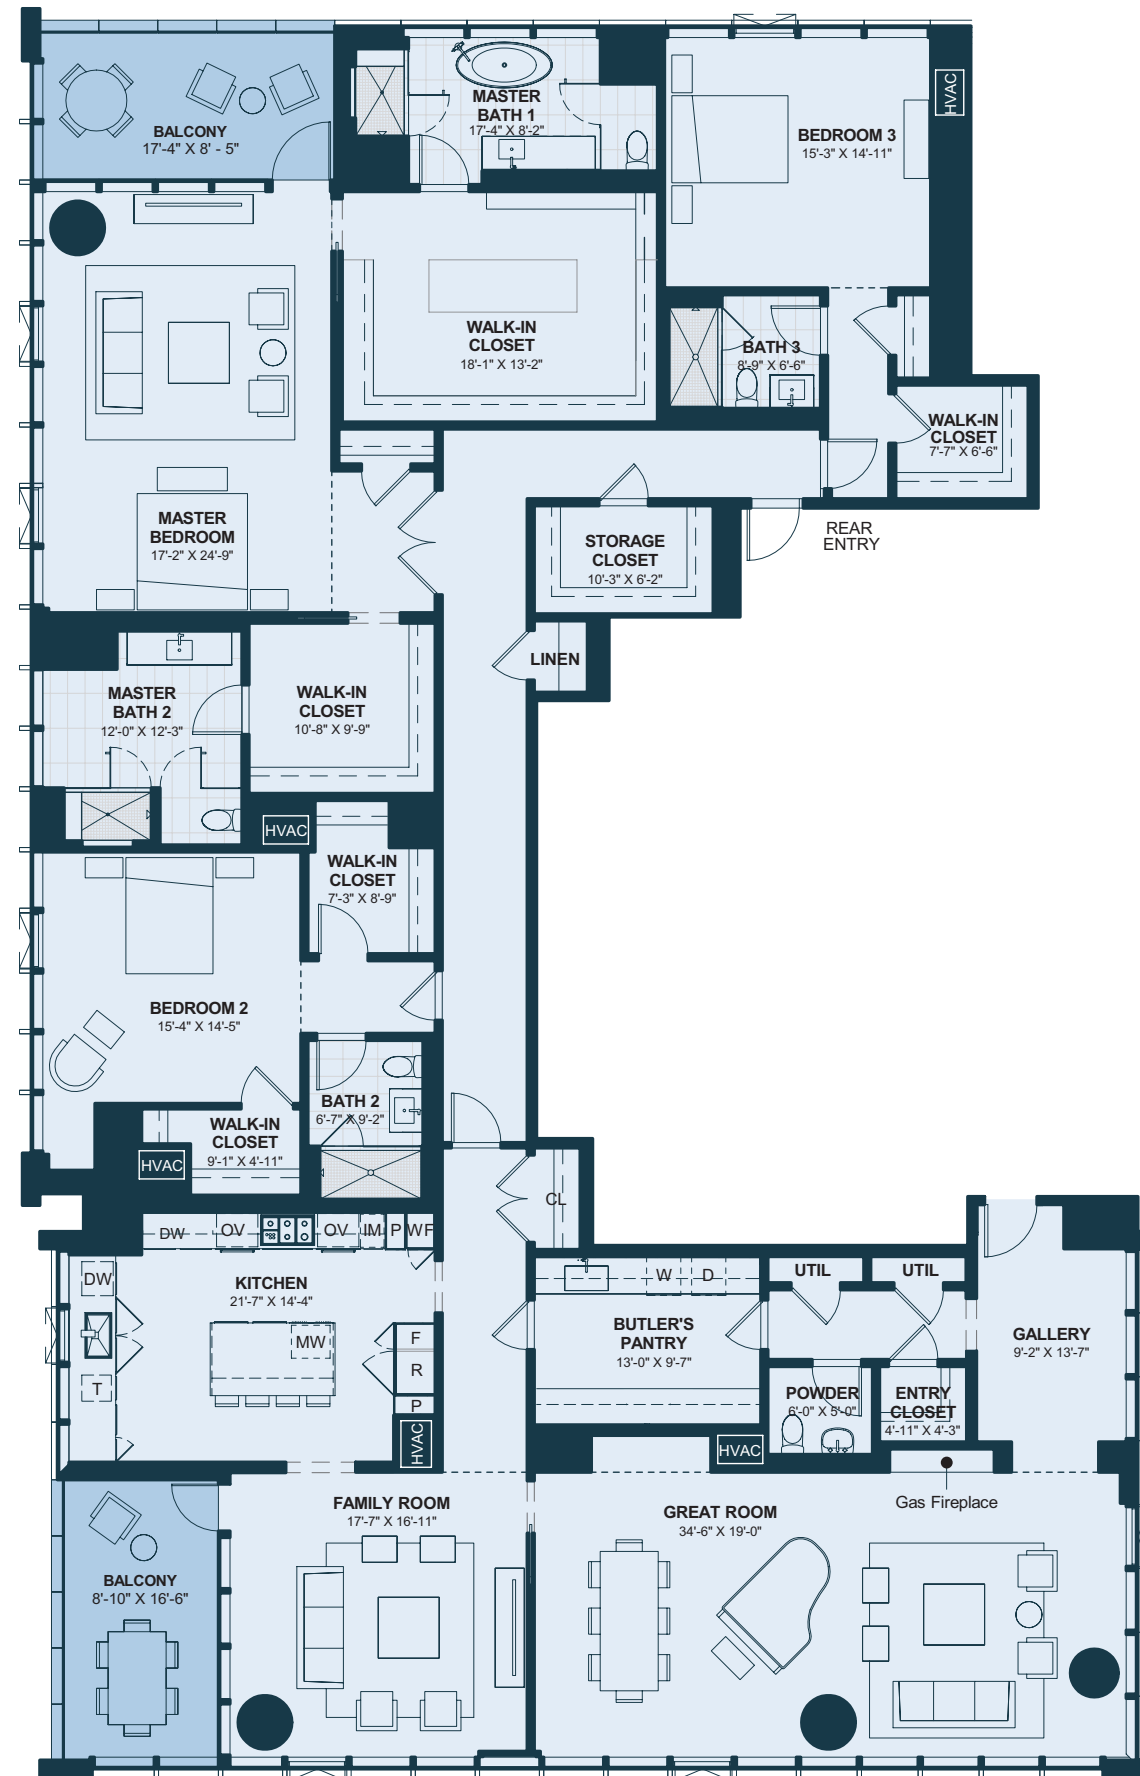 BALCONY
17'-4" X 8' - 5"
MASTER
BATH 1
17'-4" X 8'-2"
BEDROOM 3
15'-3" X 14'-11"
HVAC
WALK-IN
CLOSET
18'-1" X 13'-2"
BATH 3
8'-9" X 6'-6"
WALK-IN
CLOSET
7'-7" X 6'-6"
MASTER
BEDROOM
17'-2" X 24'-9"
STORAGE
CLOSET
10'-3" X 6'-2"
REAR
ENTRY
LINEN
MASTER
BATH 2
12'-0" X 12'-3"
WALK-IN
CLOSET
10'-8" X 9'-9"
HVAC
WALK-IN
CLOSET
7'-3" X 8'-9"
BEDROOM 2
15'-4" X 14'-5"
BATH 2
6'-7" X 9'-2"
WALK-IN
CLOSET
9'-1" X 4'-11"
HVAC
CL
DW
OV
OV
IM
P
WF
DW
KITCHEN
21'-7" X 14'-4"
MW
T
F
R
P
HVAC
W
D
BUTLER'S
PANTRY
13'-0" X 9'-7"
UTIL
UTIL
GALLERY
9'-2" X 13'-7"
POWDER
6'-0" X 5'-0"
ENTRY
CLOSET
4'-11" X 4'-3"
HVAC
Gas Fireplace
FAMILY ROOM
17'-7" X 16'-11"
GREAT ROOM
34'-6" X 19'-0"
BALCONY
8'-10" X 16'-6"